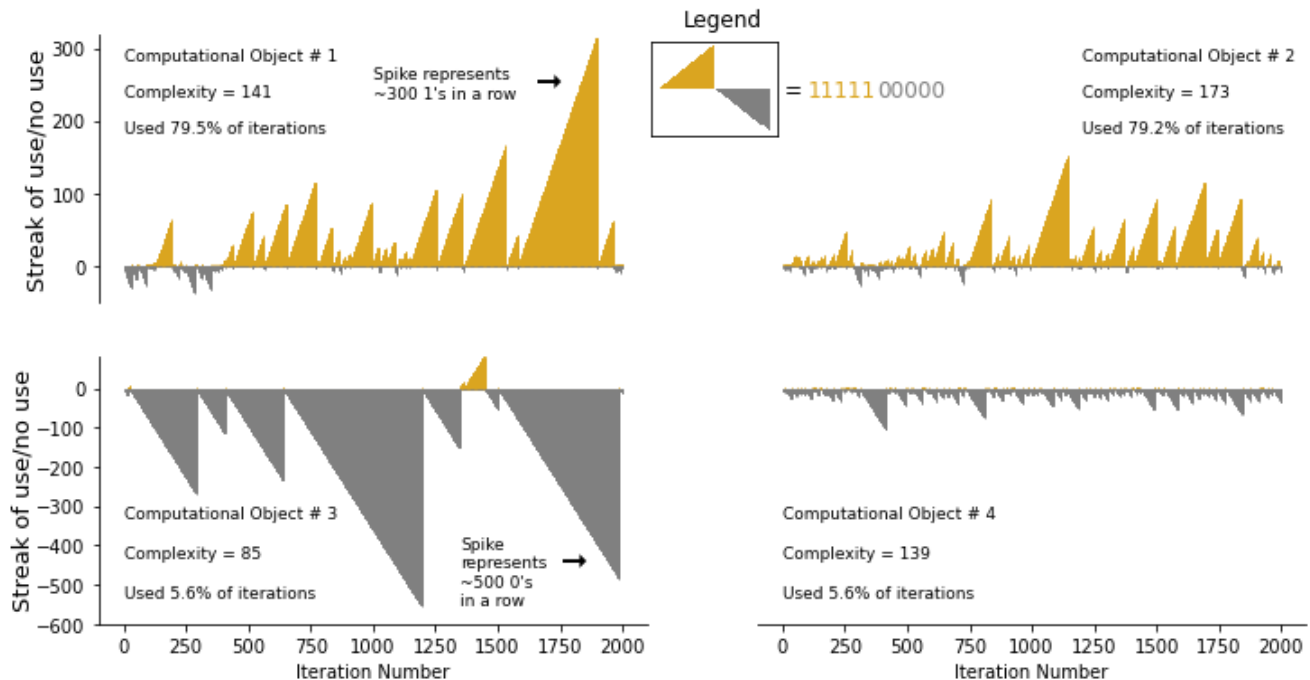 Legend
= 1111100000
Streak of use/no use
300
200
100
0
Computational Object # 1
Complexity = 141
Used 79.5% of iterations
Spike represents
~300 1's in a row
Computational Object # 2
Complexity = 173
Used 79.2% of iterations
Streak of use/no use
0
−100
−200
−300
−400
−500
−600
Computational Object # 3
Complexity = 85
Used 5.6% of iterations
Spike
represents
~500 0's
in a row
0 250 500 750 1000 1250 1500 1750 2000
Iteration Number
Computational Object # 4
Complexity = 139
Used 5.6% of iterations
0 250 500 750 1000 1250 1500 1750 2000
Iteration Number